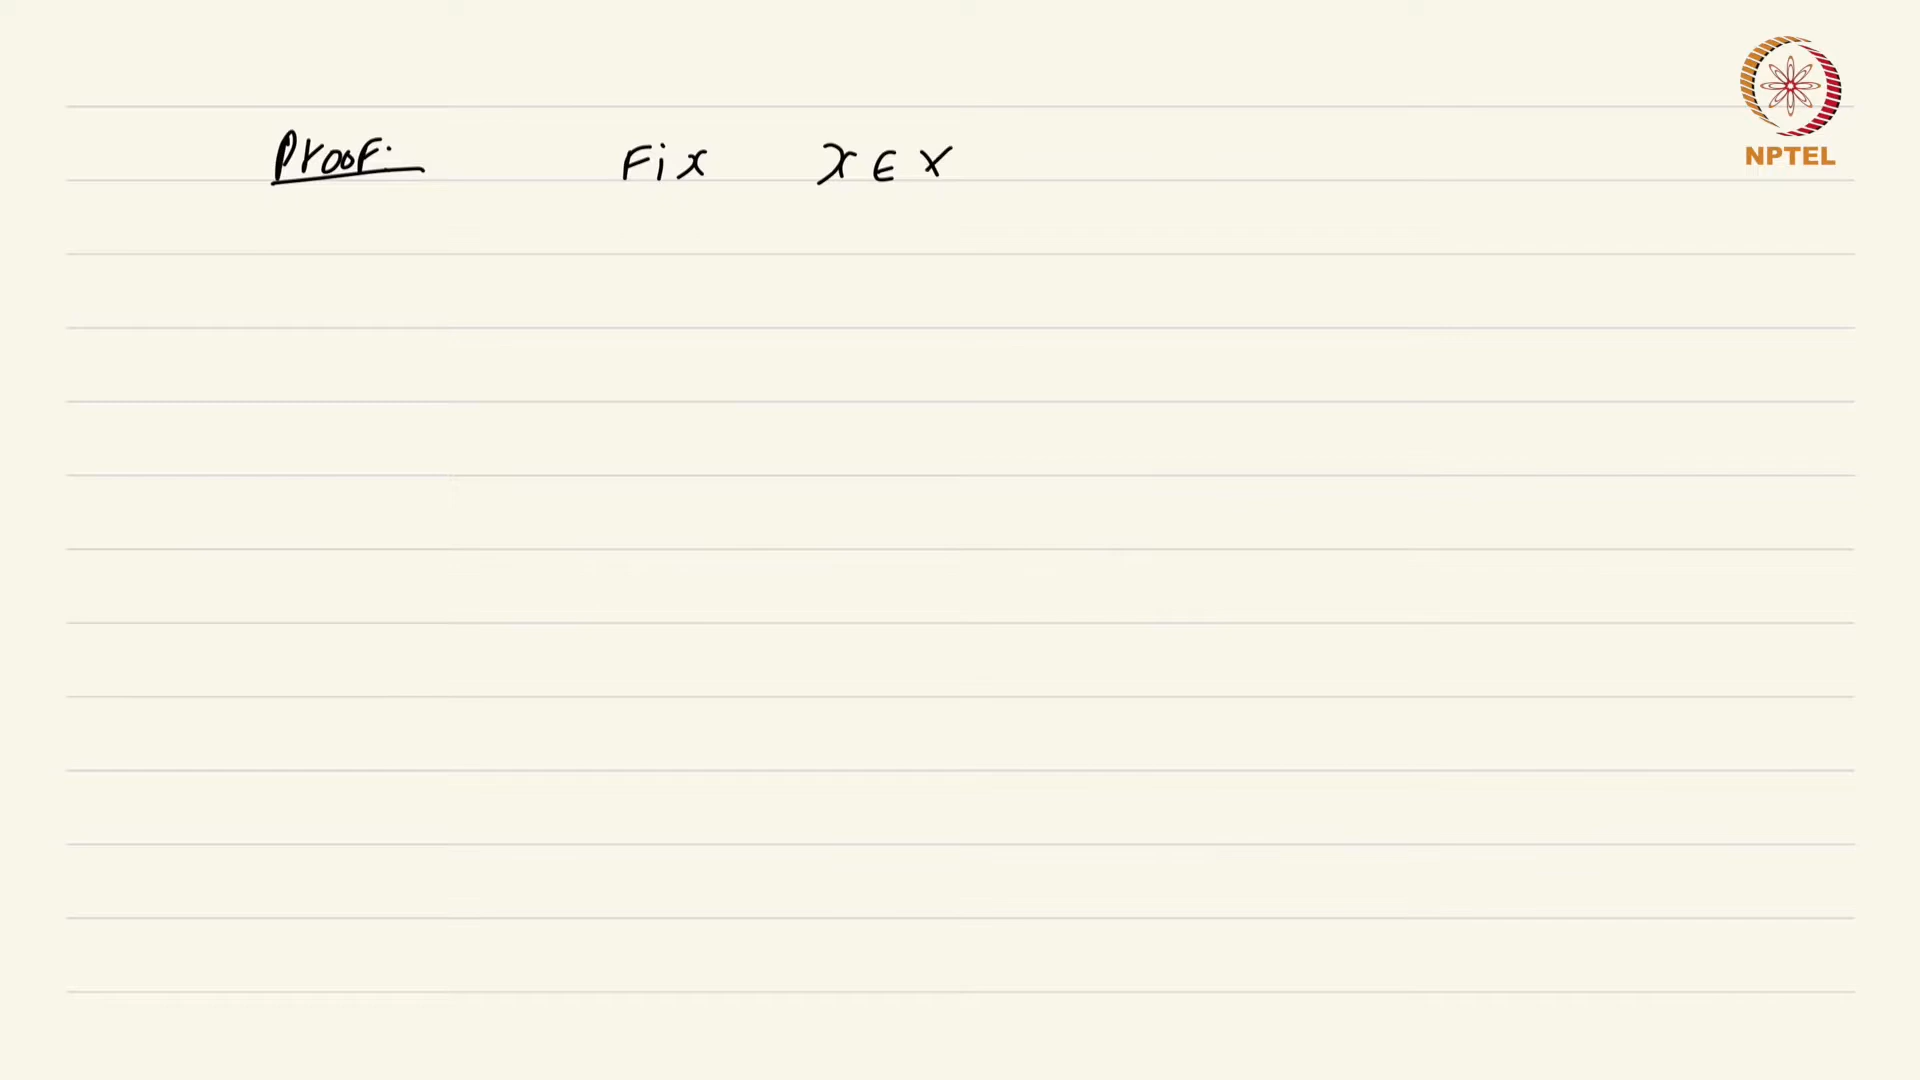 Proof. Fix x ∈ X
NPTEL